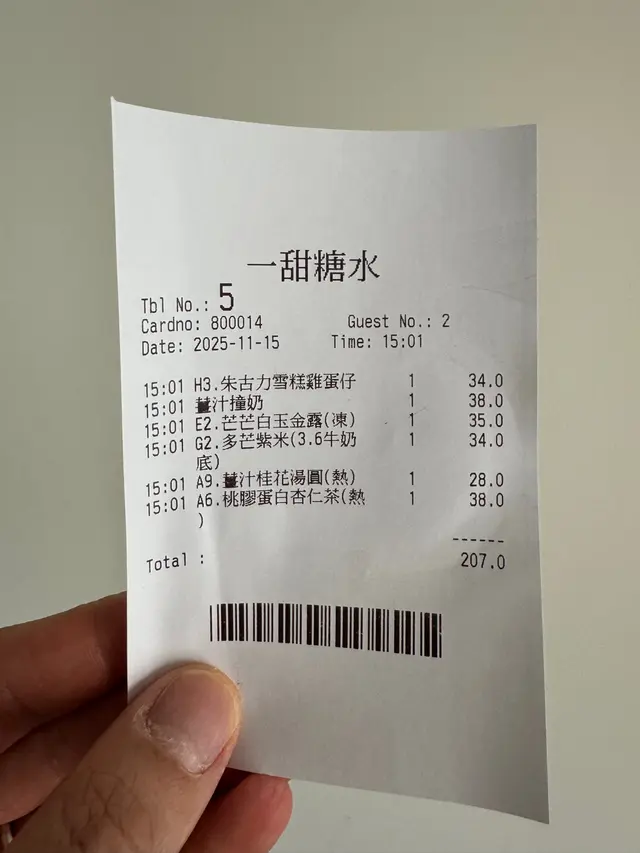 一甜糖水
Tbl No.: 5
Cardno: 800014 Guest No.: 2
Date: 2025-11-15 Time: 15:01
15:01 H3.朱古力雪糕雞蛋仔 1 34.0
15:01 薑汁撞奶 1 38.0
15:01 E2.芒芒白玉金露(凍) 1 35.0
15:01 G2.多芒紫米(3.6牛奶 1 34.0
底)
15:01 A9.薑汁桂花湯圓(熱) 1 28.0
15:01 A6.桃膠蛋白杏仁茶(熱 1 38.0
)
------
Total : 207.0